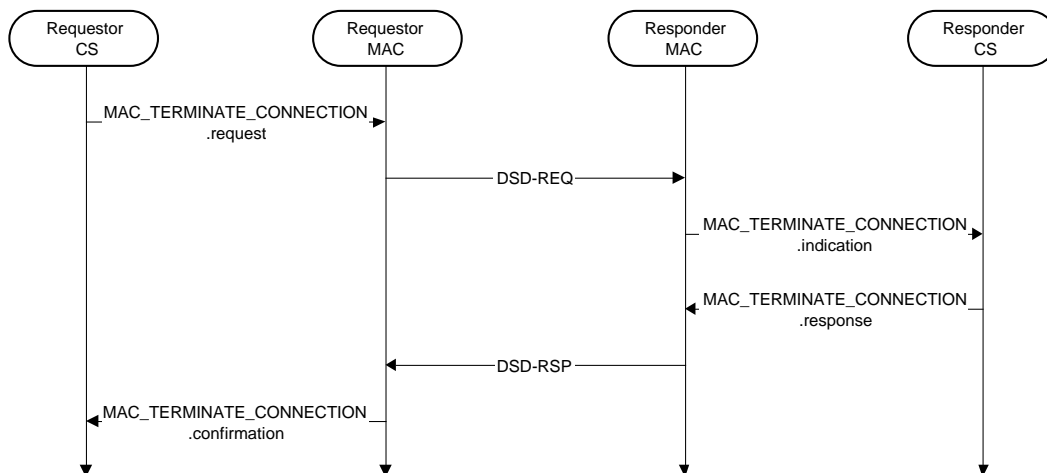 Requestor
CS
Requestor
MAC
Responder
MAC
Responder
CS
MAC_TERMINATE_CONNECTION
.request
DSD-REQ
MAC_TERMINATE_CONNECTION
.indication
MAC_TERMINATE_CONNECTION
.response
DSD-RSP
MAC_TERMINATE_CONNECTION
.confirmation